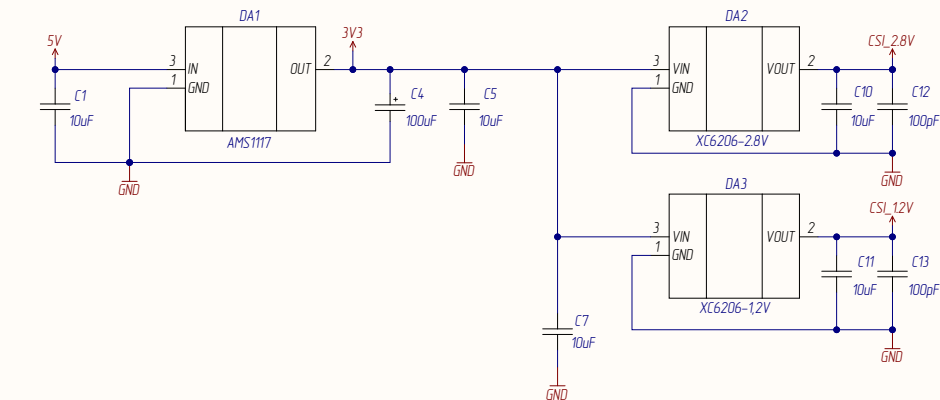 DA1
5V
3V3
3
IN
1
GND
OUT
2
C1
10uF
AMS1117
GND
C4
+
100uF
C5
10uF
GND
DA2
3
VIN
1
GND
VOUT
2
XC6206-2.8V
CSI_2.8V
C10
10uF
C12
100pF
GND
DA3
3
VIN
1
GND
VOUT
2
XC6206-1,2V
CSI_1.2V
C11
10uF
C13
100pF
GND
C7
10uF
GND